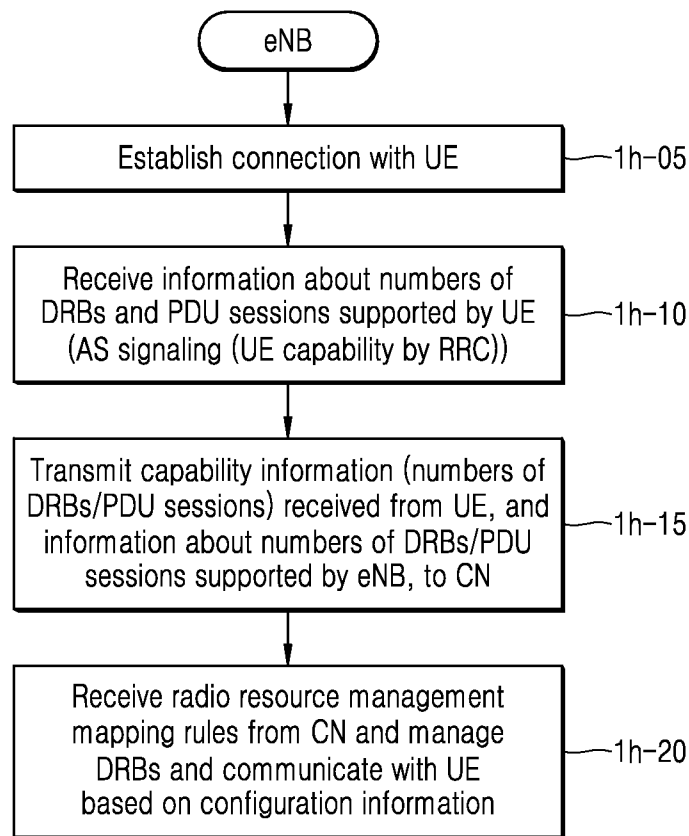 eNB
Establish connection with UE
1h-05
Receive information about numbers of
DRBs and PDU sessions supported by UE
(AS signaling (UE capability by RRC))
1h-10
Transmit capability information (numbers of
DRBs/PDU sessions) received from UE, and
information about numbers of DRBs/PDU
sessions supported by eNB, to CN
1h-15
Receive radio resource management
mapping rules from CN and manage
DRBs and communicate with UE
based on configuration information
1h-20